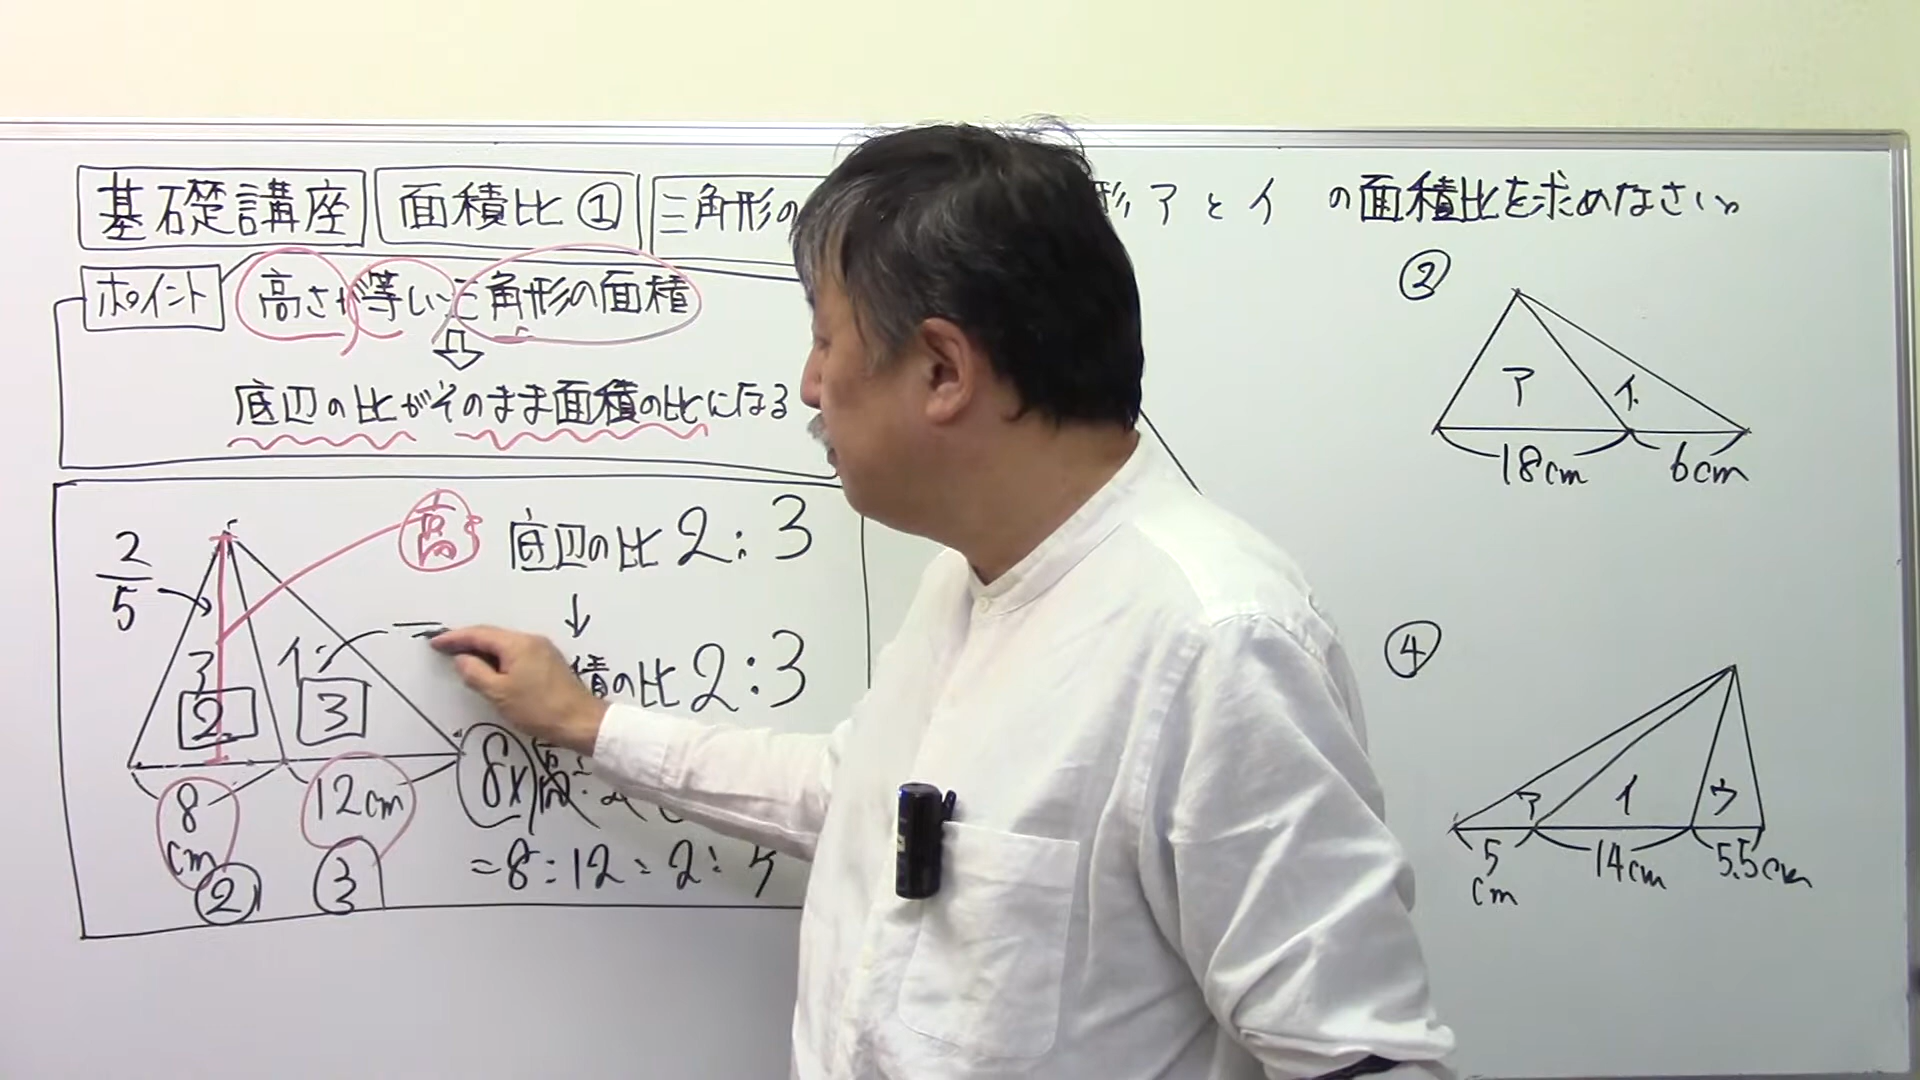 基礎講座 面積比① 三角形の
ポイント 高さが等しい三角形の面積
⇩
底辺の比がそのまま面積の比になる
高さ
底辺の比 2:3
↓
積の比 2:3
2/5
ア イ
2 3
8cm 12cm
② ③
8×高
=8:12=2:
形アとイ の面積比を求めなさい。
②
ア イ
18cm 6cm
④
ア イ ウ
5cm 14cm 5.5cm